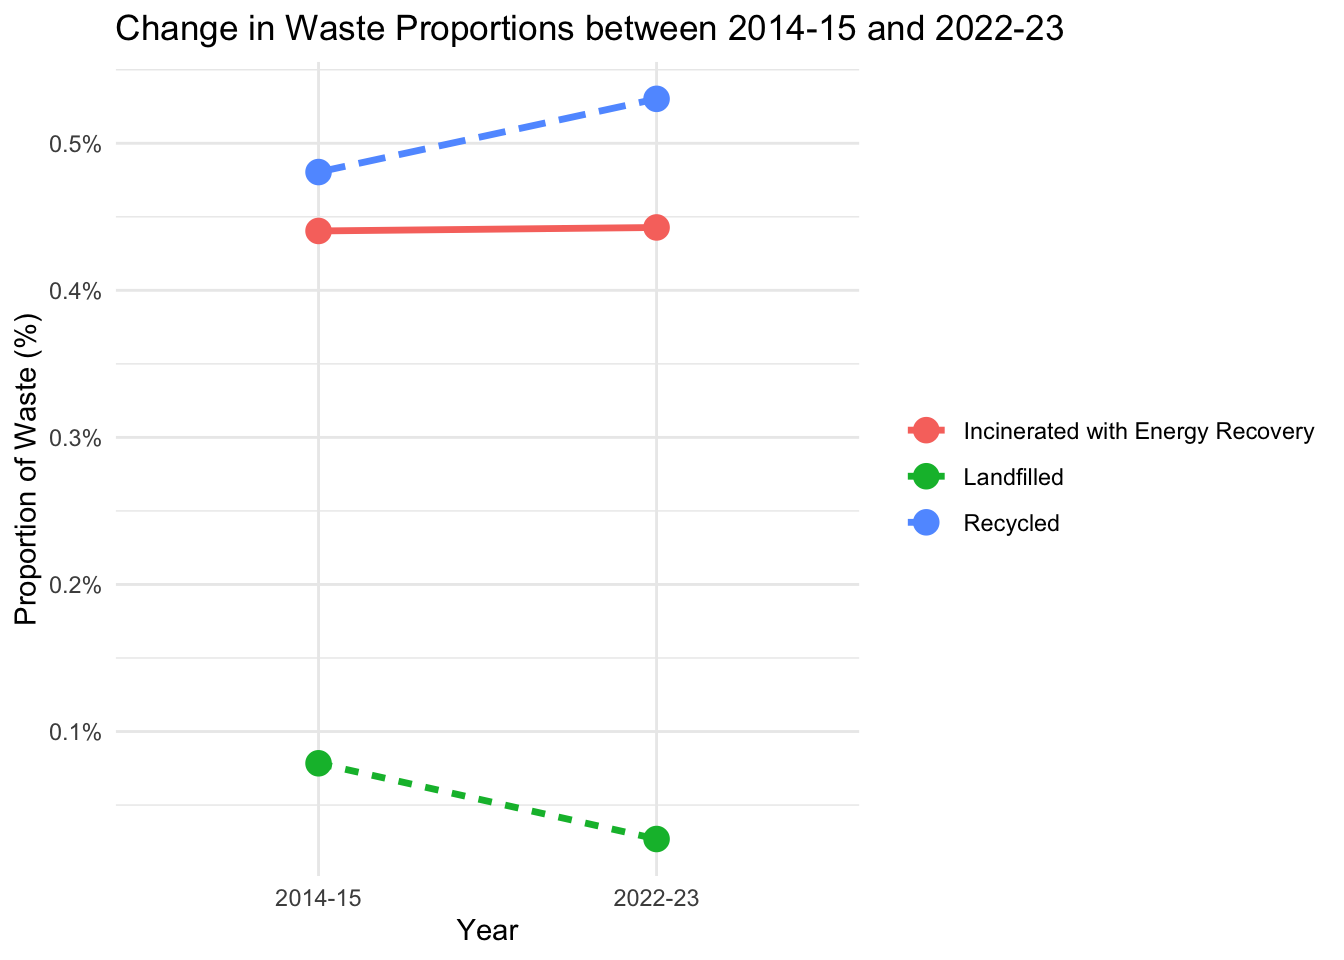 Change in Waste Proportions between 2014-15 and 2022-23
Proportion of Waste (%)
0.5%
0.4%
0.3%
0.2%
0.1%
2014-15
2022-23
Year
Incinerated with Energy Recovery
Landfilled
Recycled